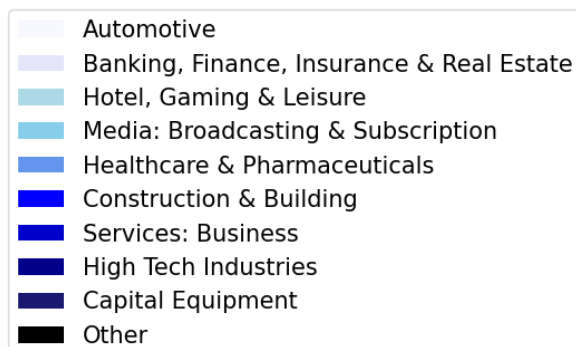 Automotive
Banking, Finance, Insurance & Real Estate
Hotel, Gaming & Leisure
Media: Broadcasting & Subscription
Healthcare & Pharmaceuticals
Construction & Building
Services: Business
High Tech Industries
Capital Equipment
Other